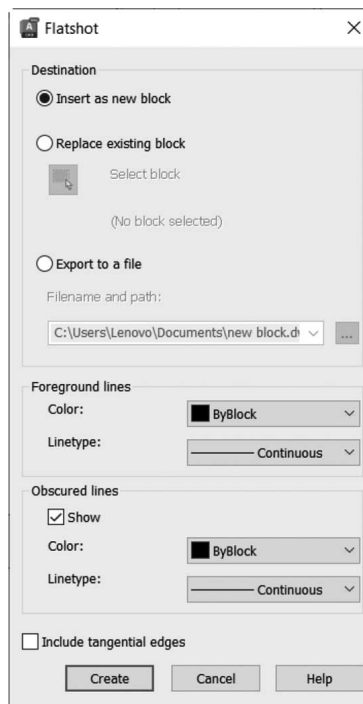 Flatshot
Destination
Insert as new block
Replace existing block
Select block
(No block selected)
Export to a file
Filename and path:
C:\Users\Lenovo\Documents\new block.d
...
Foreground lines
Color:
ByBlock
Linetype:
Continuous
Obscured lines
Show
Color:
ByBlock
Linetype:
Continuous
Include tangential edges
Create
Cancel
Help